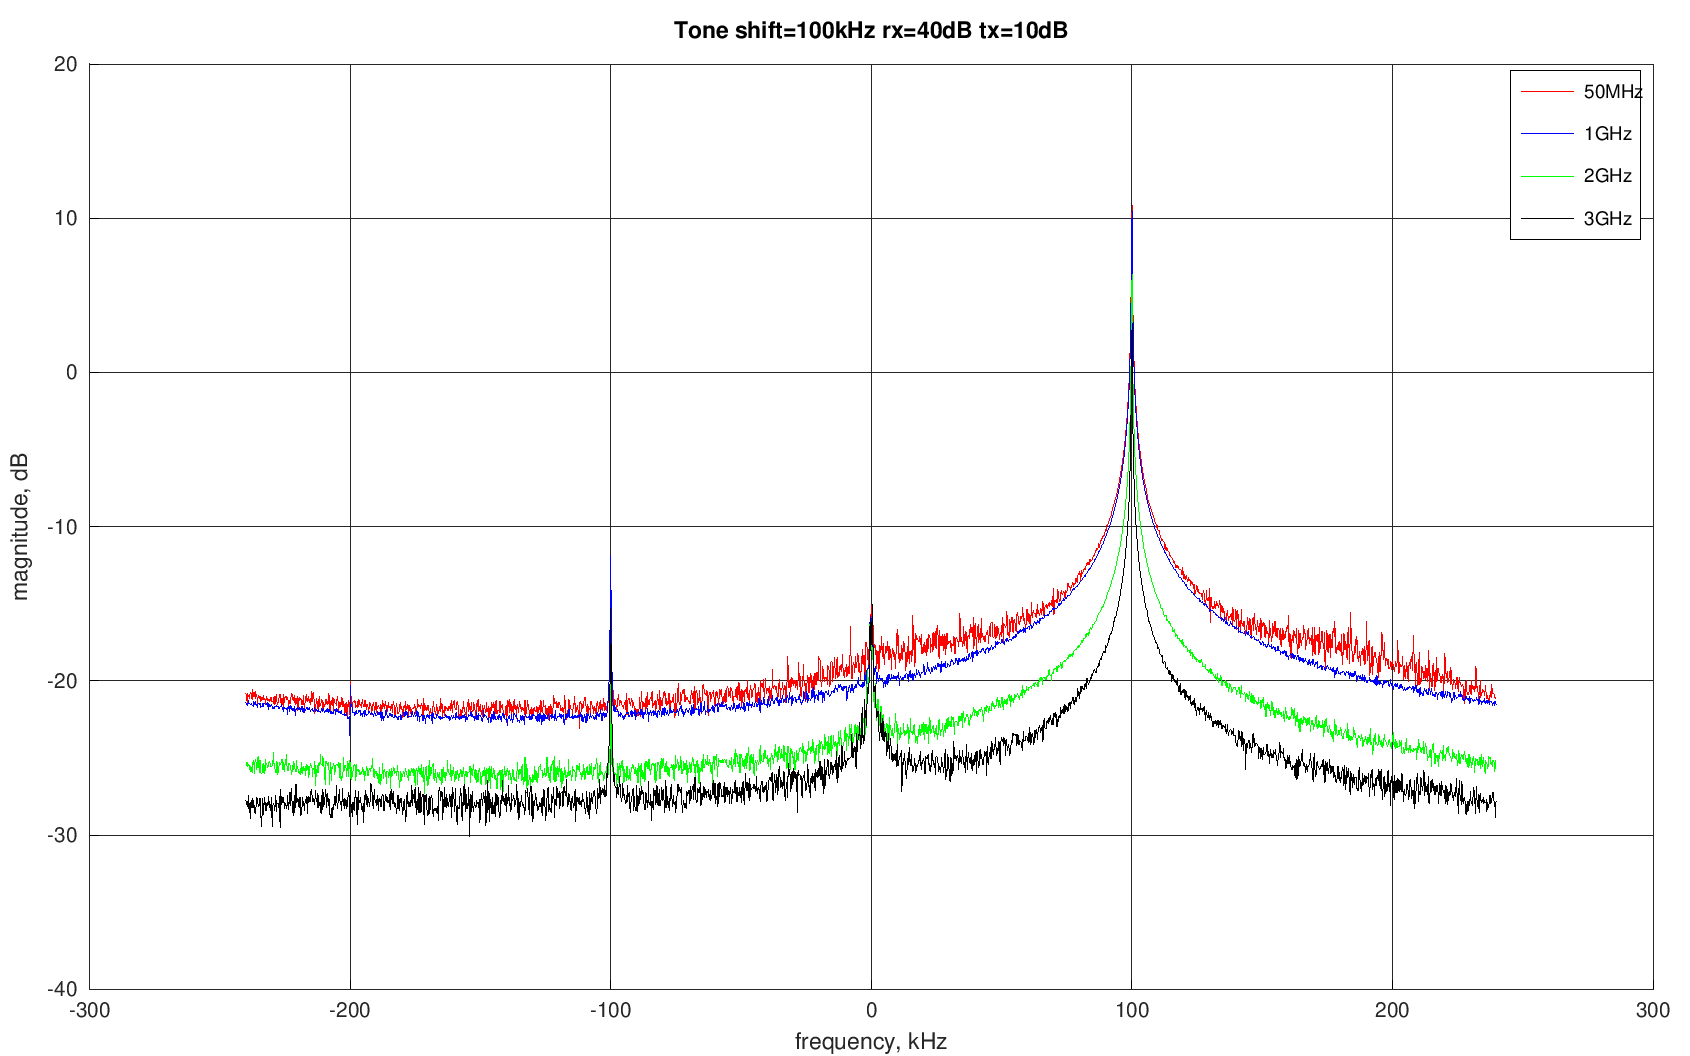 Tone shift=100kHz rx=40dB tx=10dB
20
10
0
-10
-20
-30
-40
magnitude, dB
-300
-200
-100
0
100
200
300
frequency, kHz
50MHz
1GHz
2GHz
3GHz